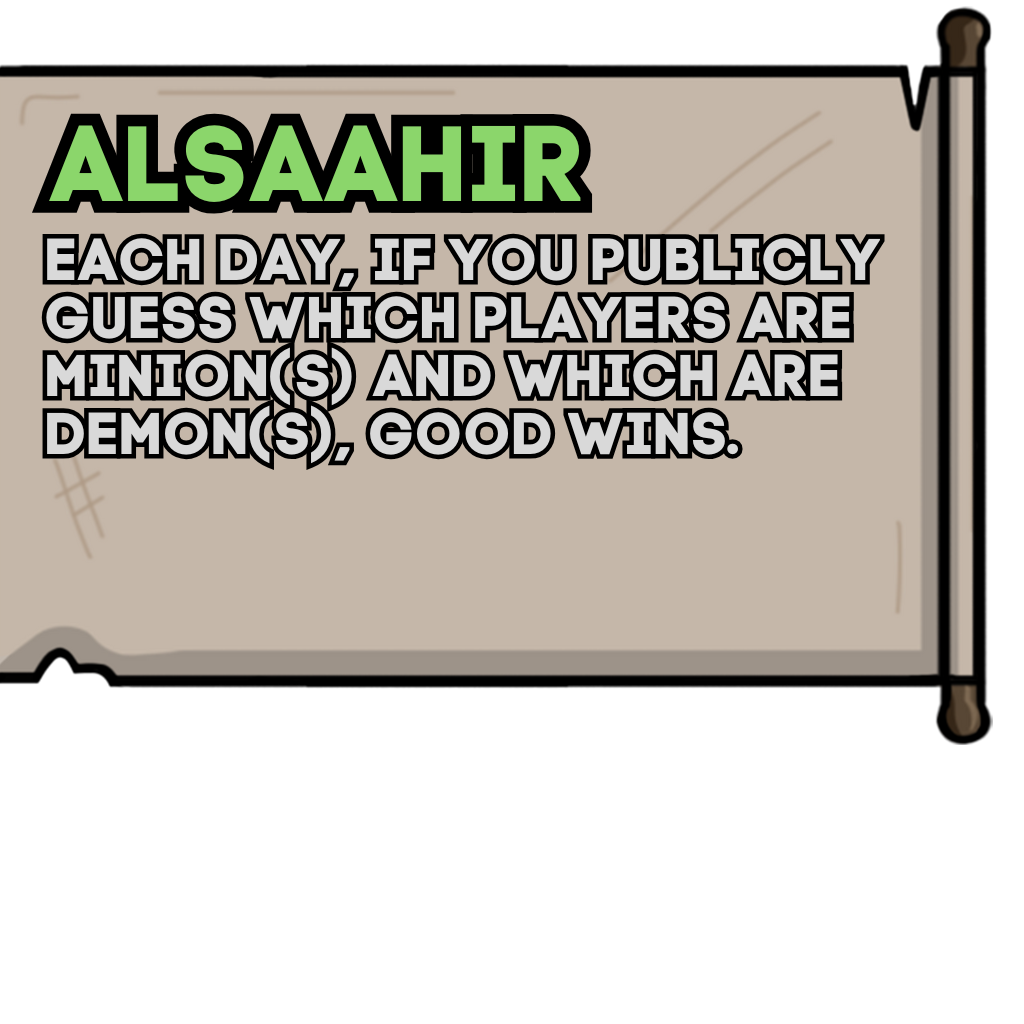 ALSAAHIR
EACH DAY, IF YOU PUBLICLY
GUESS WHICH PLAYERS ARE
MINION(S) AND WHICH ARE
DEMON(S), GOOD WINS.